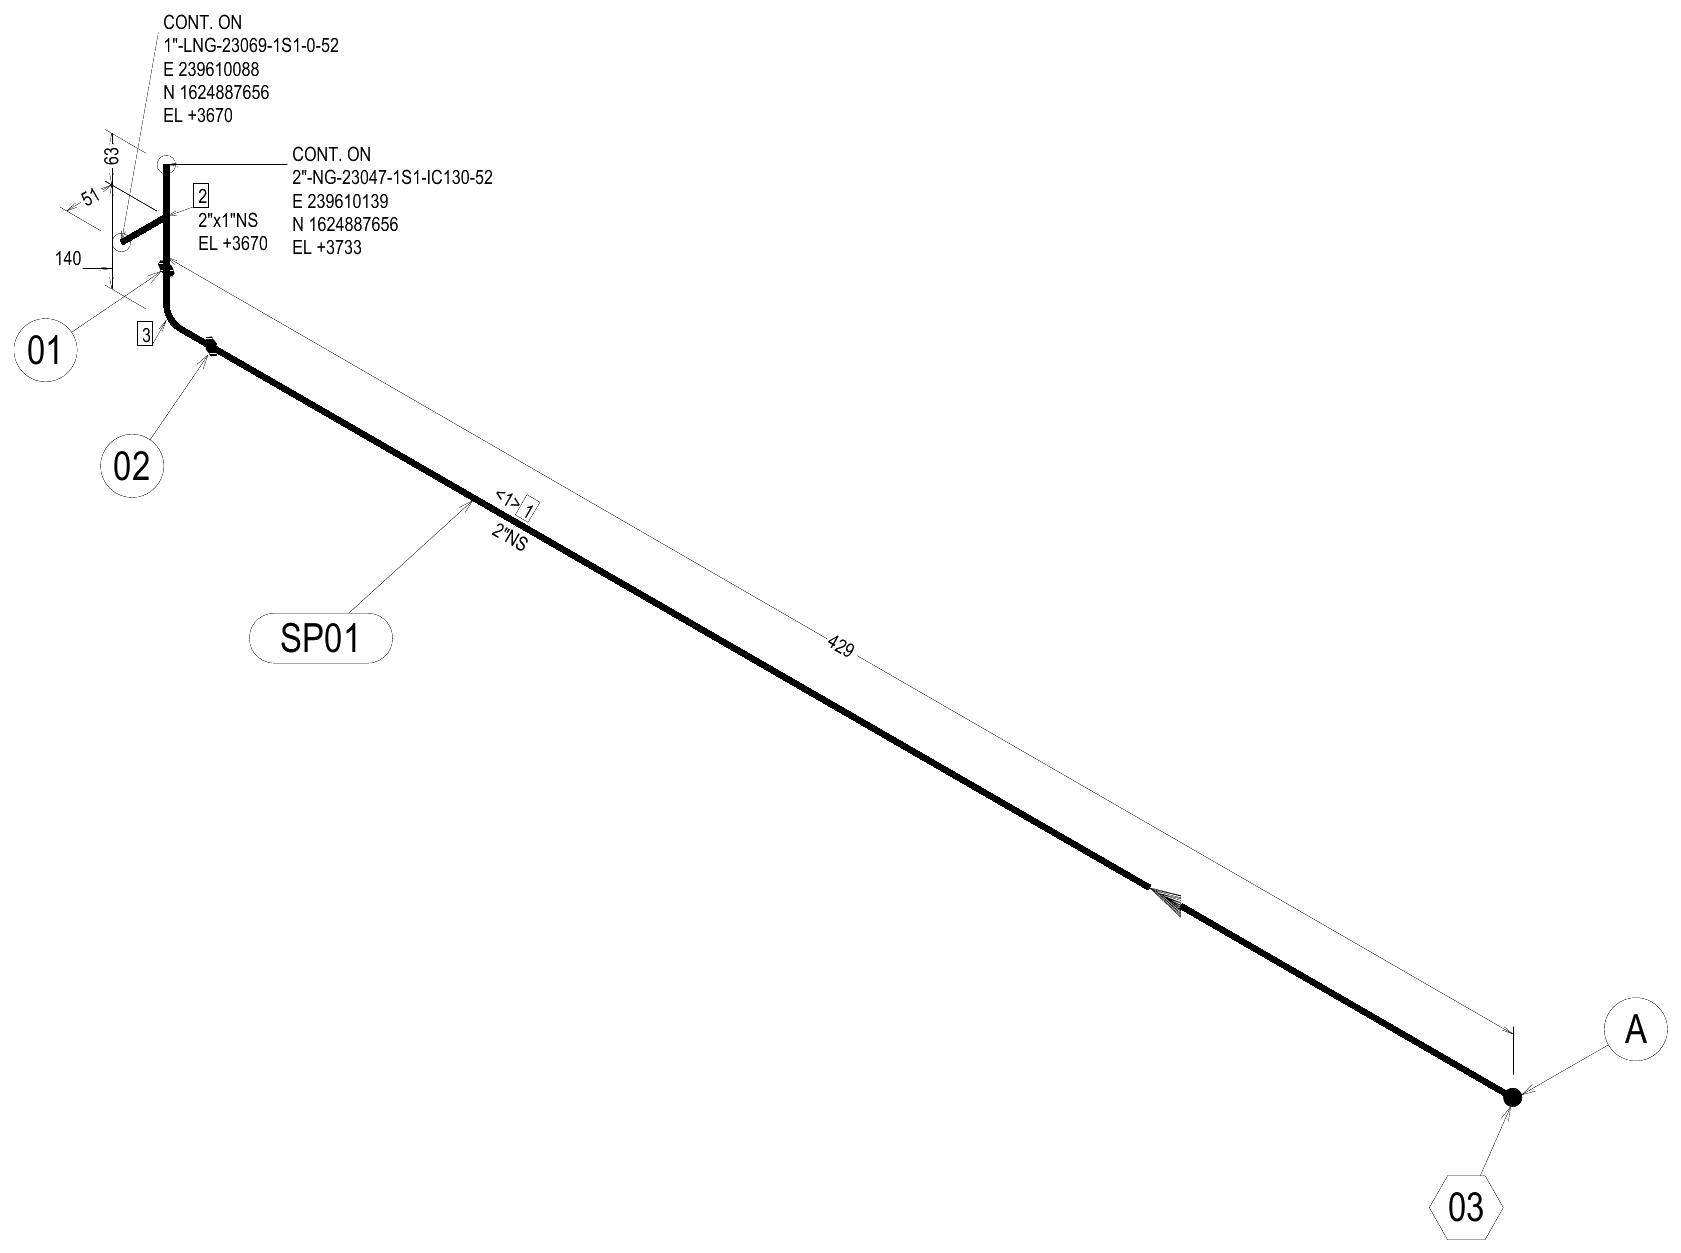 CONT. ON
1"-LNG-23069-1S1-0-52
E 239610088
N 1624887656
EL +3670
CONT. ON
2"-NG-23047-1S1-IC130-52
E 239610139
N 1624887656
EL +3733
63
51
2
2"x1"NS
EL +3670
140
01
3
02
<1>
1
2"NS
SP01
429
A
03